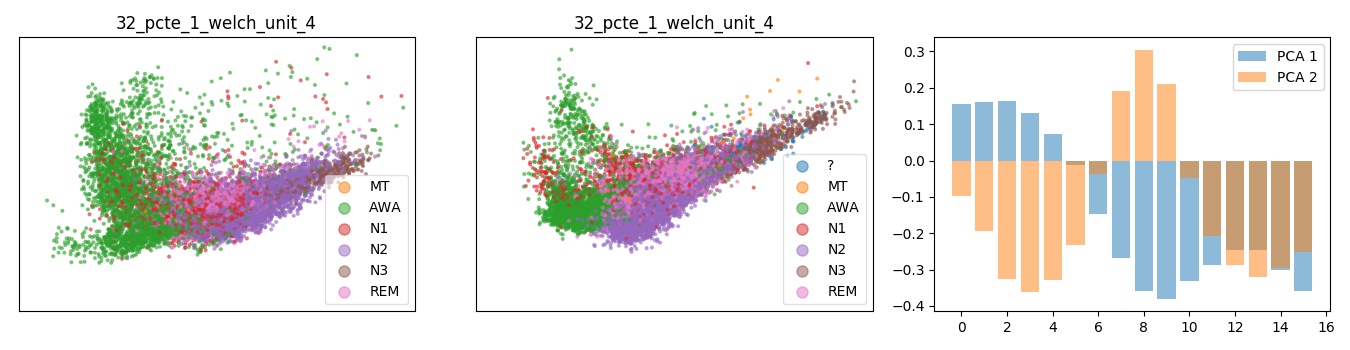 32_pcte_1_welch_unit_4
MT
AWA
N1
N2
N3
REM
32_pcte_1_welch_unit_4
?
MT
AWA
N1
N2
N3
REM
PCA 1
PCA 2
0.3
0.2
0.1
0.0
−0.1
−0.2
−0.3
−0.4
0 2 4 6 8 10 12 14 16